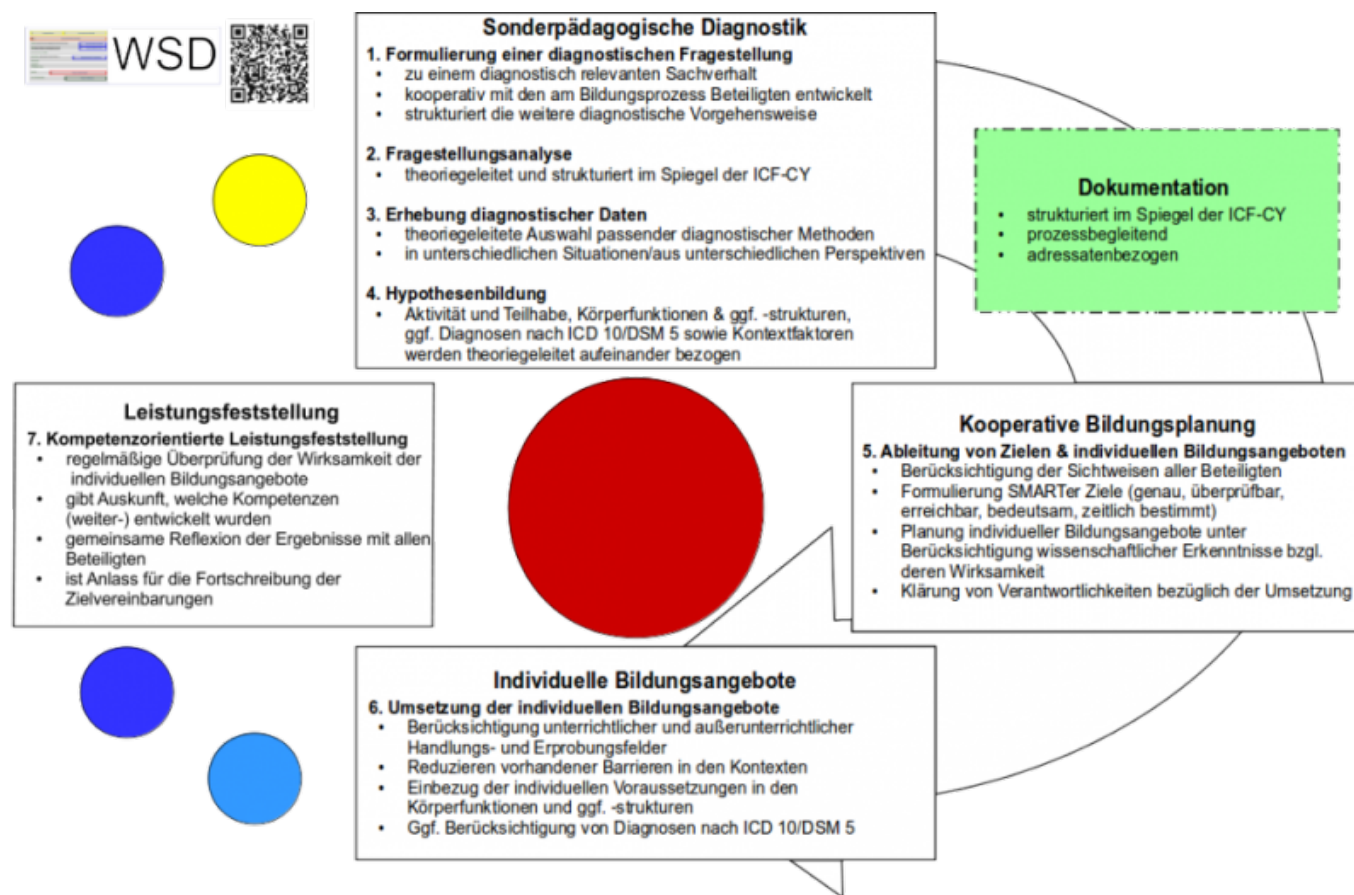 WSD
Sonderpädagogische Diagnostik
1. Formulierung einer diagnostischen Fragestellung
• zu einem diagnostisch relevanten Sachverhalt
• kooperativ mit den am Bildungsprozess Beteiligten entwickelt
• strukturiert die weitere diagnostische Vorgehensweise
2. Fragestellungsanalyse
• theoriegeleitet und strukturiert im Spiegel der ICF-CY
3. Erhebung diagnostischer Daten
• theoriegeleitete Auswahl passender diagnostischer Methoden
• in unterschiedlichen Situationen/aus unterschiedlichen Perspektiven
4. Hypothesenbildung
• Aktivität und Teilhabe, Körperfunktionen & ggf. -strukturen,
ggf. Diagnosen nach ICD 10/DSM 5 sowie Kontextfaktoren
werden theoriegeleitet aufeinander bezogen
Dokumentation
• strukturiert im Spiegel der ICF-CY
• prozessbegleitend
• adressatenbezogen
Kooperative Bildungsplanung
5. Ableitung von Zielen & individuellen Bildungsangeboten
• Berücksichtigung der Sichtweisen aller Beteiligten
• Formulierung SMARTer Ziele (genau, überprüfbar,
erreichbar, bedeutsam, zeitlich bestimmt)
• Planung individueller Bildungsangebote unter
Berücksichtigung wissenschaftlicher Erkenntnisse bzgl.
deren Wirksamkeit
• Klärung von Verantwortlichkeiten bezüglich der Umsetzung
Individuelle Bildungsangebote
6. Umsetzung der individuellen Bildungsangebote
• Berücksichtigung unterrichtlicher und außerunterrichtlicher
Handlungs- und Erprobungsfelder
• Reduzieren vorhandener Barrieren in den Kontexten
• Einbezug der individuellen Voraussetzungen in den
Körperfunktionen und ggf. -strukturen
• Ggf. Berücksichtigung von Diagnosen nach ICD 10/DSM 5
Leistungsfeststellung
7. Kompetenzorientierte Leistungsfeststellung
• regelmäßige Überprüfung der Wirksamkeit der
individuellen Bildungsangebote
• gibt Auskunft, welche Kompetenzen
(weiter-) entwickelt wurden
• gemeinsame Reflexion der Ergebnisse mit allen
Beteiligten
• ist Anlass für die Fortschreibung der
Zielvereinbarungen